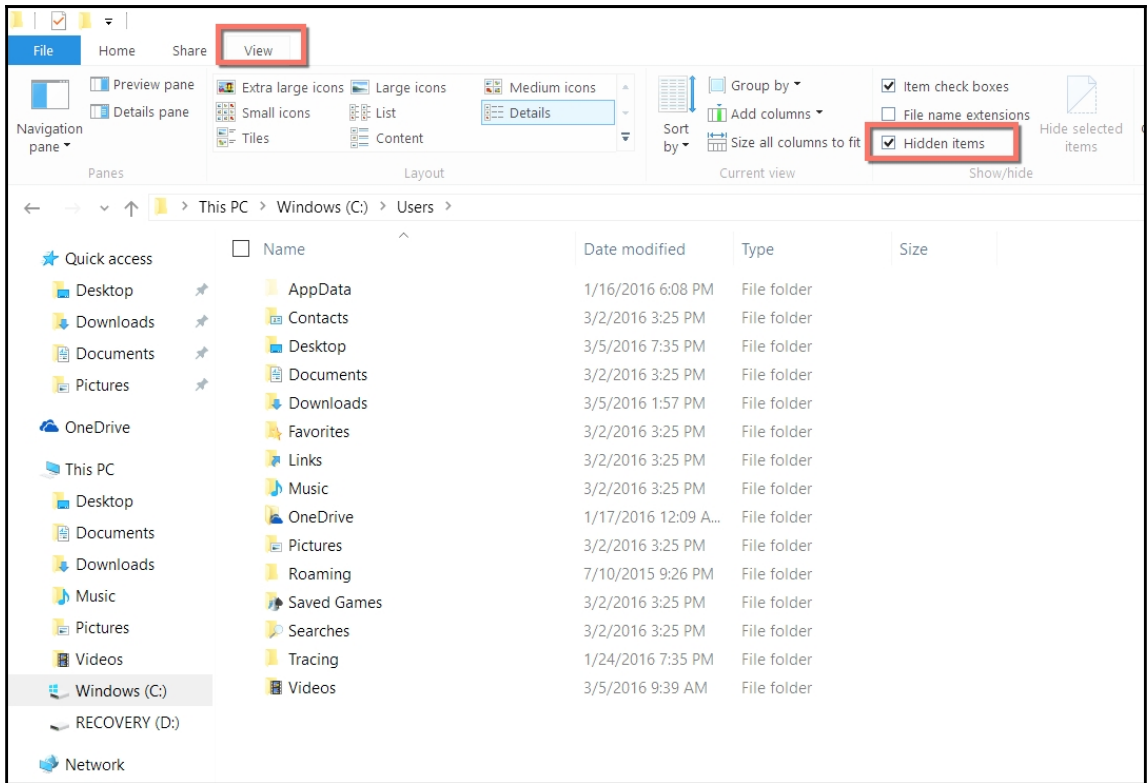 File Home Share View
Preview pane
Details pane
Navigation pane
Panes
Extra large icons Large icons Medium icons
Small icons List Details
Tiles Content
Layout
Sort by
Group by
Add columns
Size all columns to fit
Current view
Item check boxes
File name extensions
Hidden items
Hide selected items
Show/hide
This PC > Windows (C:) > Users >
Quick access
Desktop
Downloads
Documents
Pictures
OneDrive
This PC
Desktop
Documents
Downloads
Music
Pictures
Videos
Windows (C:)
RECOVERY (D:)
Network
Name Date modified Type Size
AppData 1/16/2016 6:08 PM File folder
Contacts 3/2/2016 3:25 PM File folder
Desktop 3/5/2016 7:35 PM File folder
Documents 3/2/2016 3:25 PM File folder
Downloads 3/5/2016 1:57 PM File folder
Favorites 3/2/2016 3:25 PM File folder
Links 3/2/2016 3:25 PM File folder
Music 3/2/2016 3:25 PM File folder
OneDrive 1/17/2016 12:09 A... File folder
Pictures 3/2/2016 3:25 PM File folder
Roaming 7/10/2015 9:26 PM File folder
Saved Games 3/2/2016 3:25 PM File folder
Searches 3/2/2016 3:25 PM File folder
Tracing 1/24/2016 7:35 PM File folder
Videos 3/5/2016 9:39 AM File folder